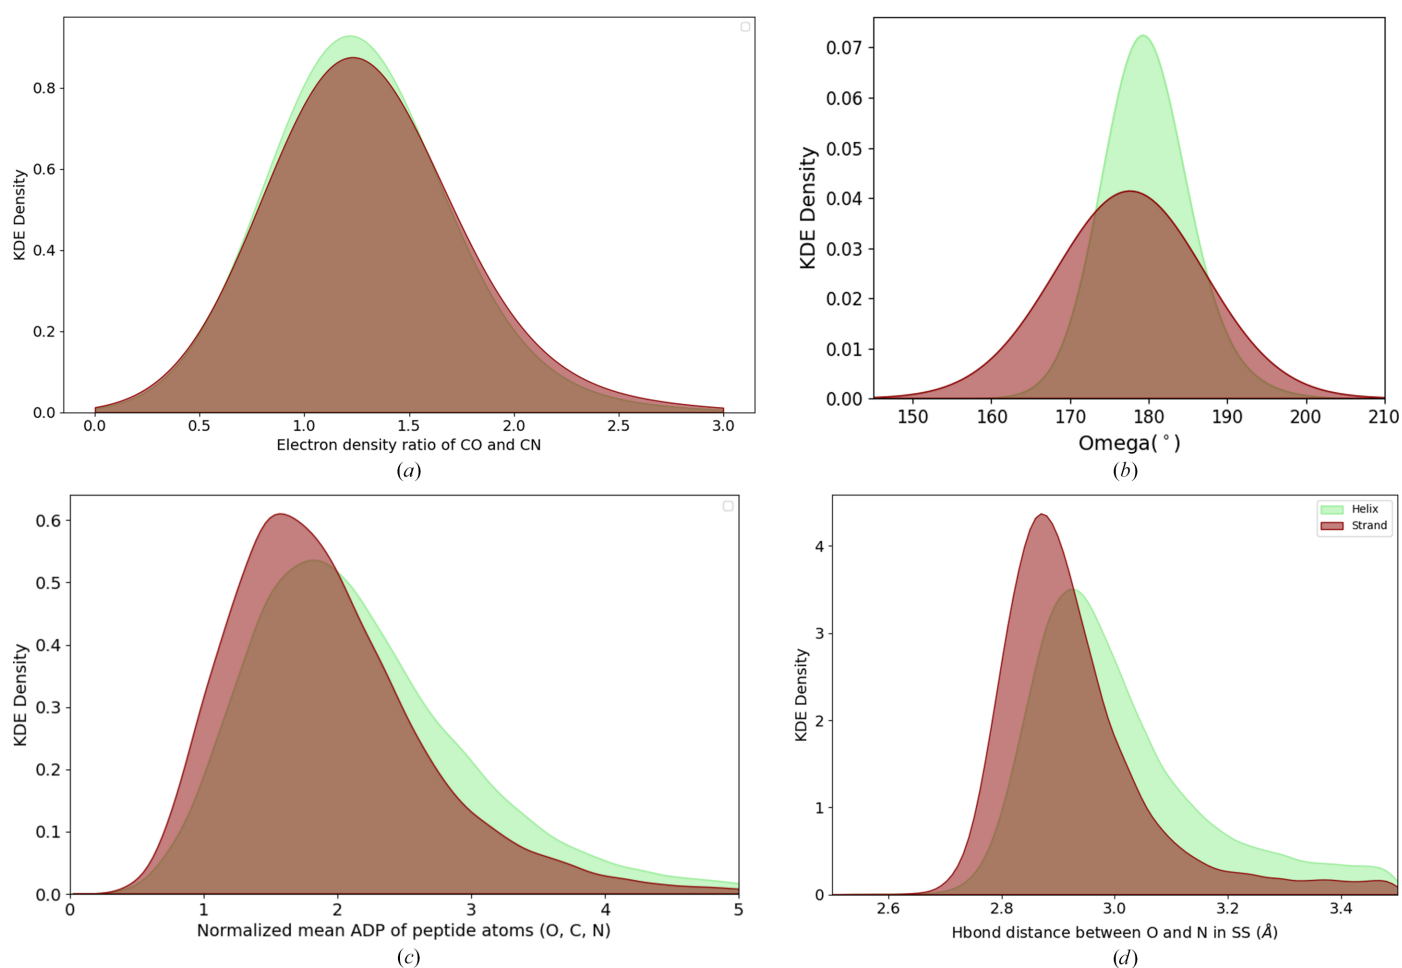 KDE Density
0.8
0.6
0.4
0.2
0.0
0.0 0.5 1.0 1.5 2.0 2.5 3.0
Electron density ratio of CO and CN
(a)
KDE Density
0.07
0.06
0.05
0.04
0.03
0.02
0.01
0.00
150 160 170 180 190 200 210
Omega(°)
(b)
KDE Density
0.6
0.5
0.4
0.3
0.2
0.1
0.0
0 1 2 3 4 5
Normalized mean ADP of peptide atoms (O, C, N)
(c)
Helix
Strand
KDE Density
4
3
2
1
0
2.6 2.8 3.0 3.2 3.4
Hbond distance between O and N in SS (Å)
(d)